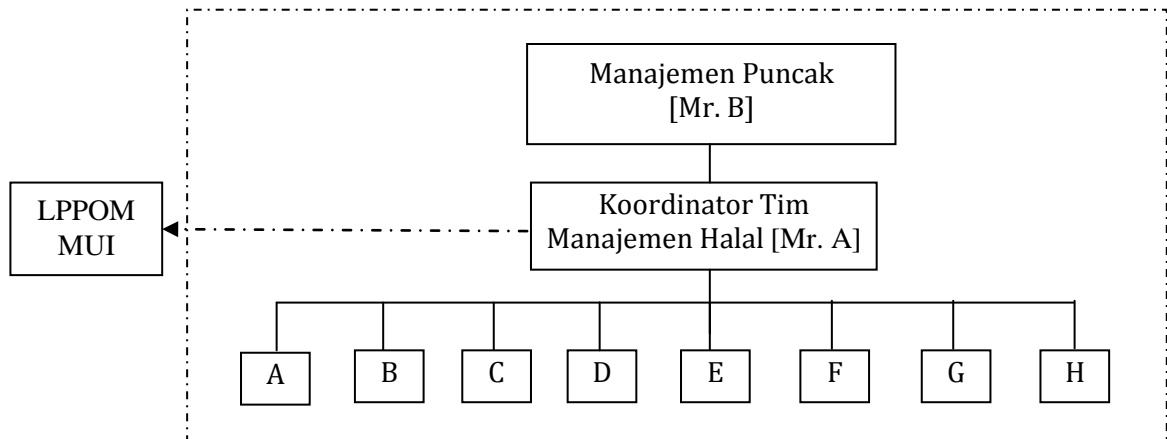 Manajemen Puncak
[Mr. B]
LPPOM
MUI
Koordinator Tim
Manajemen Halal [Mr. A]
A
B
C
D
E
F
G
H